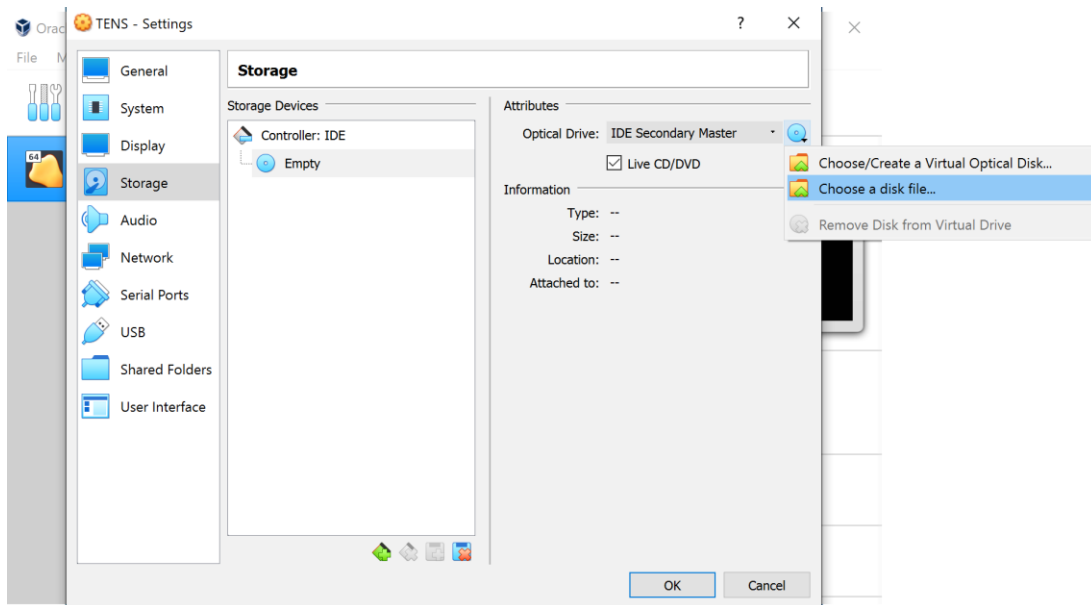 Orac
TENS - Settings
?
File M
General
System
Display
Storage
Audio
Network
Serial Ports
USB
Shared Folders
User Interface
64
Storage
Storage Devices
Controller: IDE
Empty
Attributes
Optical Drive: IDE Secondary Master
Live CD/DVD
Information
Type: --
Size: --
Location: --
Attached to: --
Choose/Create a Virtual Optical Disk...
Choose a disk file...
Remove Disk from Virtual Drive
OK Cancel